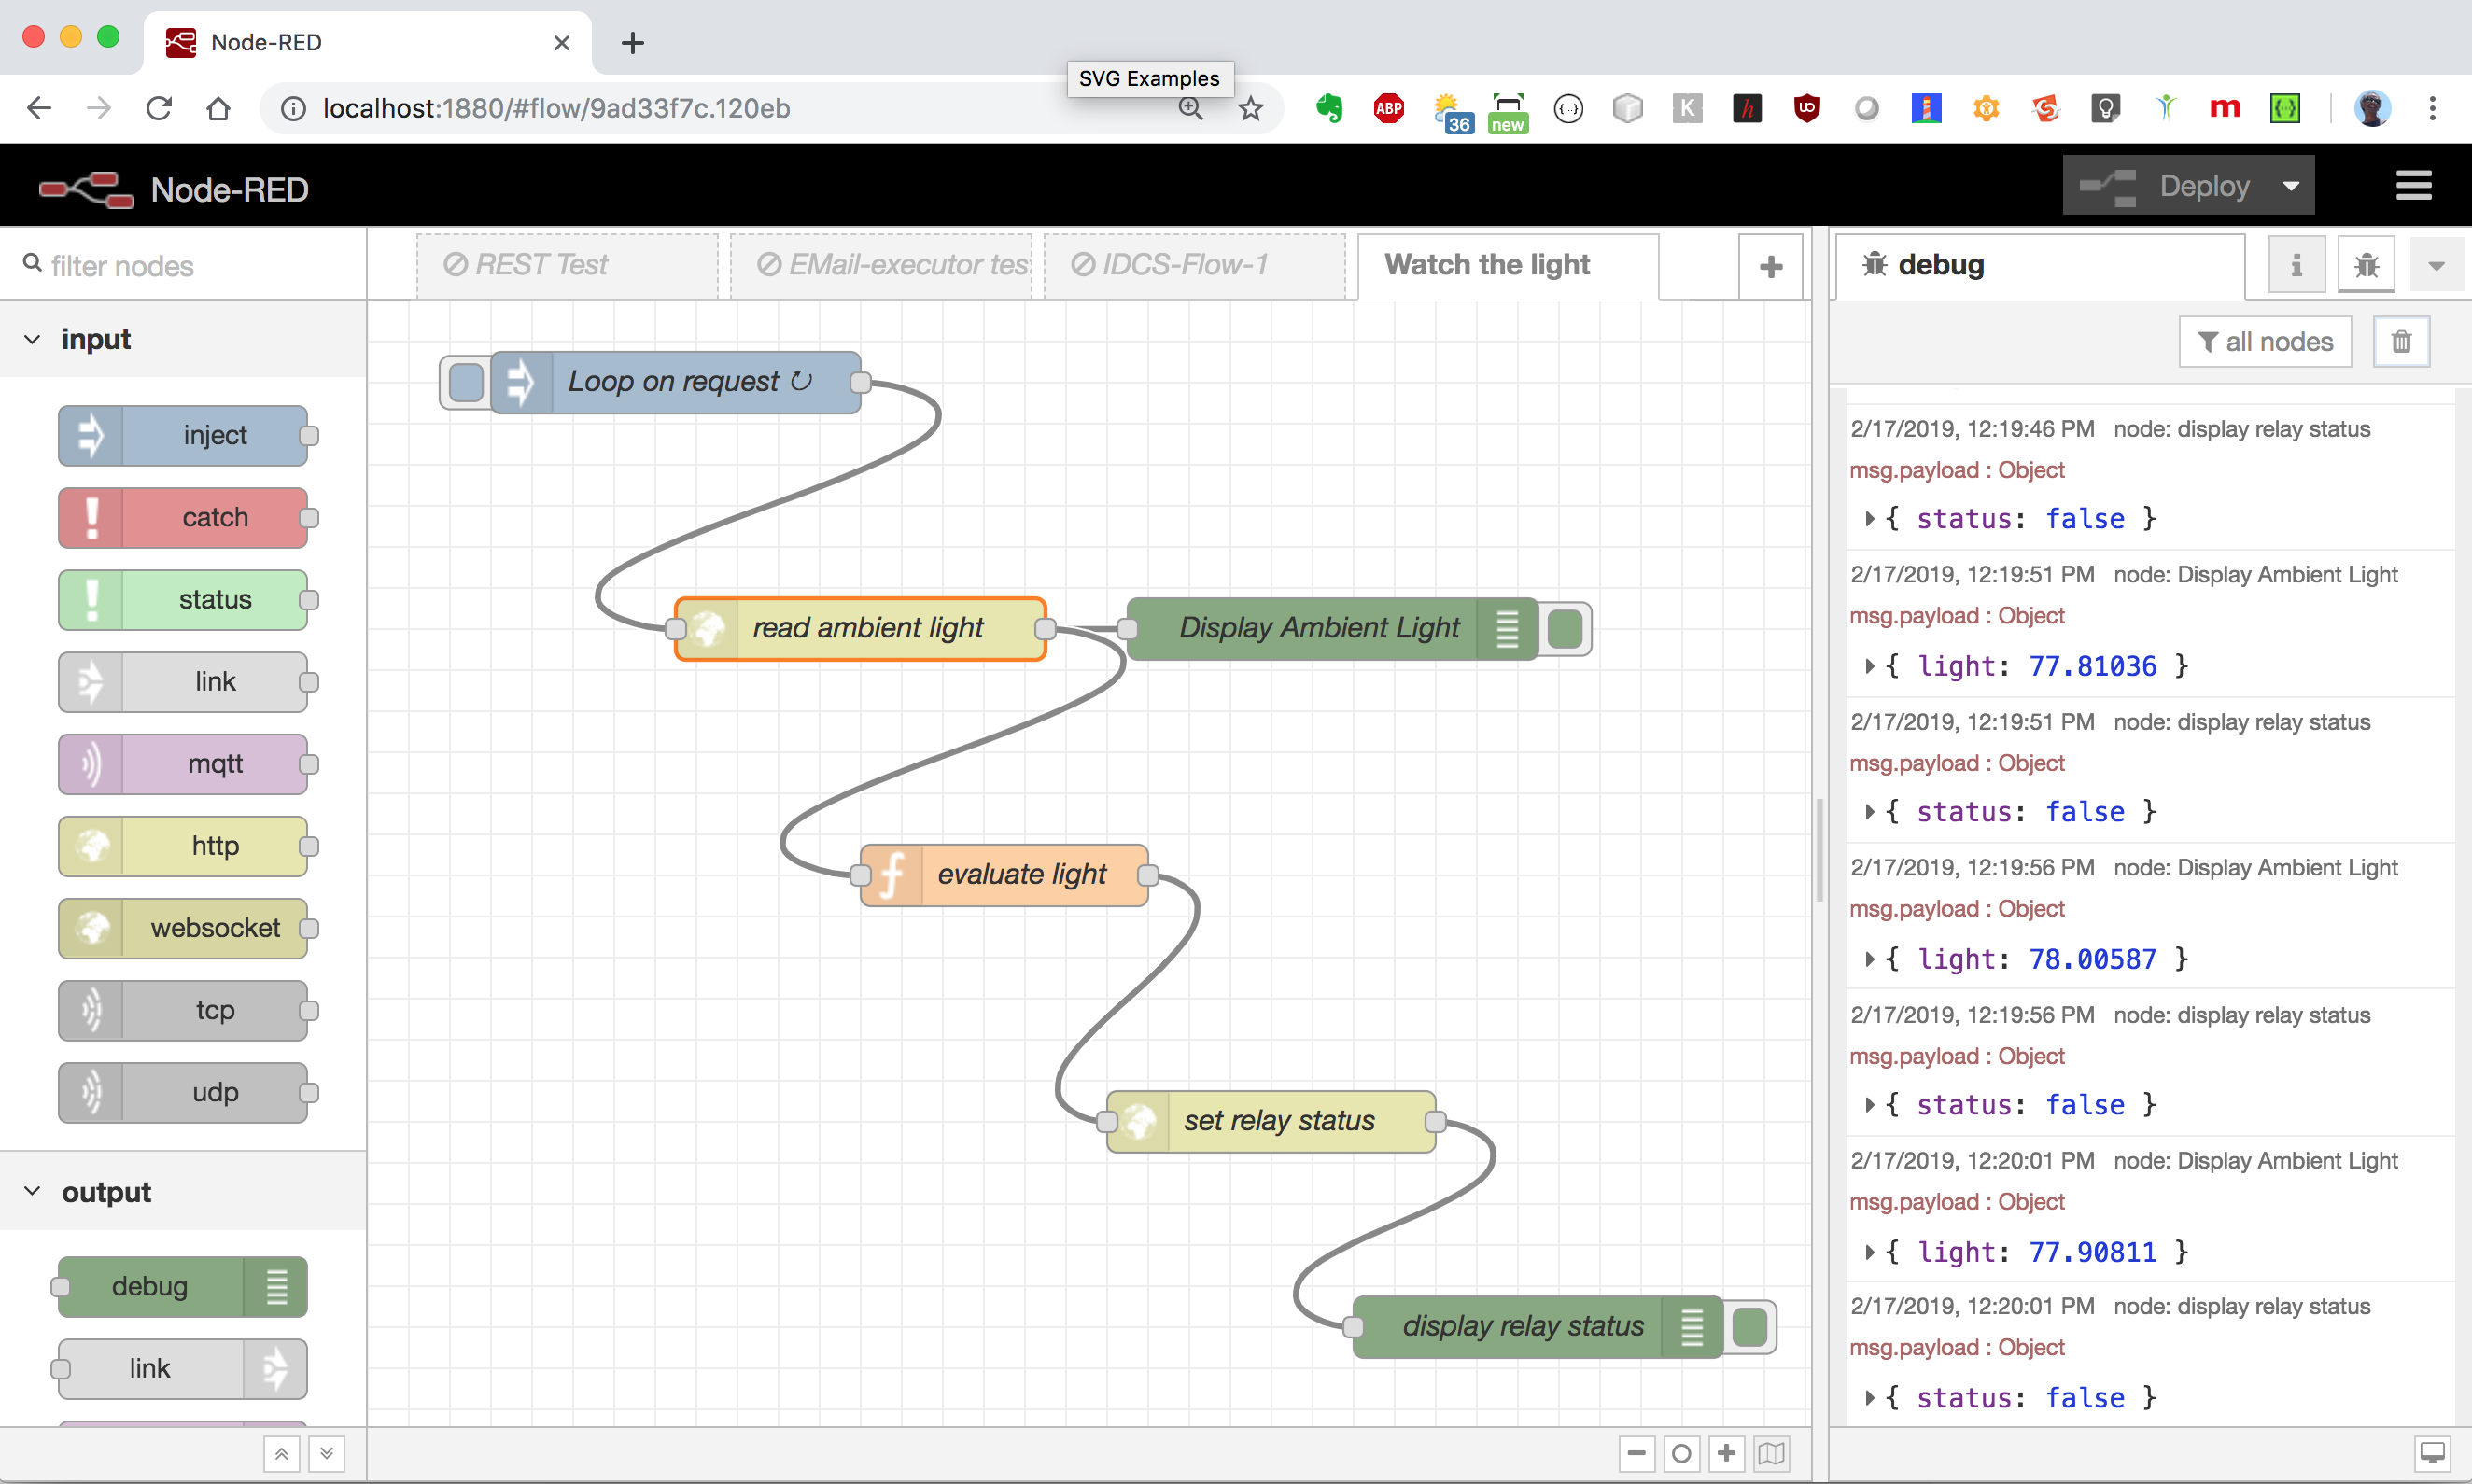 Node-RED
SVG Examples
localhost:1880/#flow/9ad33f7c.120eb
ABP
36
new
{...}
K
h
m
Node-RED
Deploy
filter nodes
REST Test
EMail-executor tes
IDCS-Flow-1
Watch the light
debug
i
all nodes
input
inject
catch
status
link
mqtt
http
websocket
tcp
udp
output
debug
link
Loop on request ↻
read ambient light
Display Ambient Light
evaluate light
set relay status
display relay status
2/17/2019, 12:19:46 PM node: display relay status
msg.payload : Object
{ status: false }
2/17/2019, 12:19:51 PM node: Display Ambient Light
msg.payload : Object
{ light: 77.81036 }
2/17/2019, 12:19:51 PM node: display relay status
msg.payload : Object
{ status: false }
2/17/2019, 12:19:56 PM node: Display Ambient Light
msg.payload : Object
{ light: 78.00587 }
2/17/2019, 12:19:56 PM node: display relay status
msg.payload : Object
{ status: false }
2/17/2019, 12:20:01 PM node: Display Ambient Light
msg.payload : Object
{ light: 77.90811 }
2/17/2019, 12:20:01 PM node: display relay status
msg.payload : Object
{ status: false }